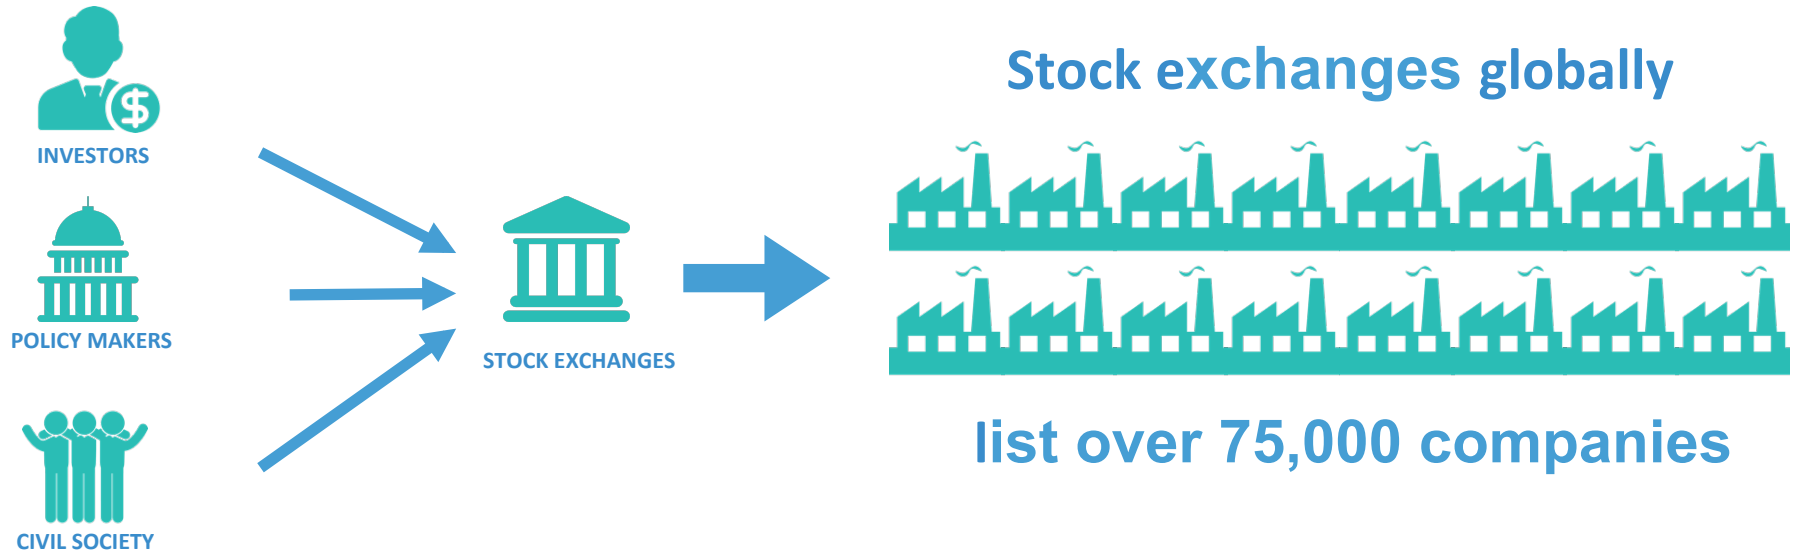 INVESTORS
POLICY MAKERS
CIVIL SOCIETY
STOCK EXCHANGES
Stock exchanges globally
list over 75,000 companies